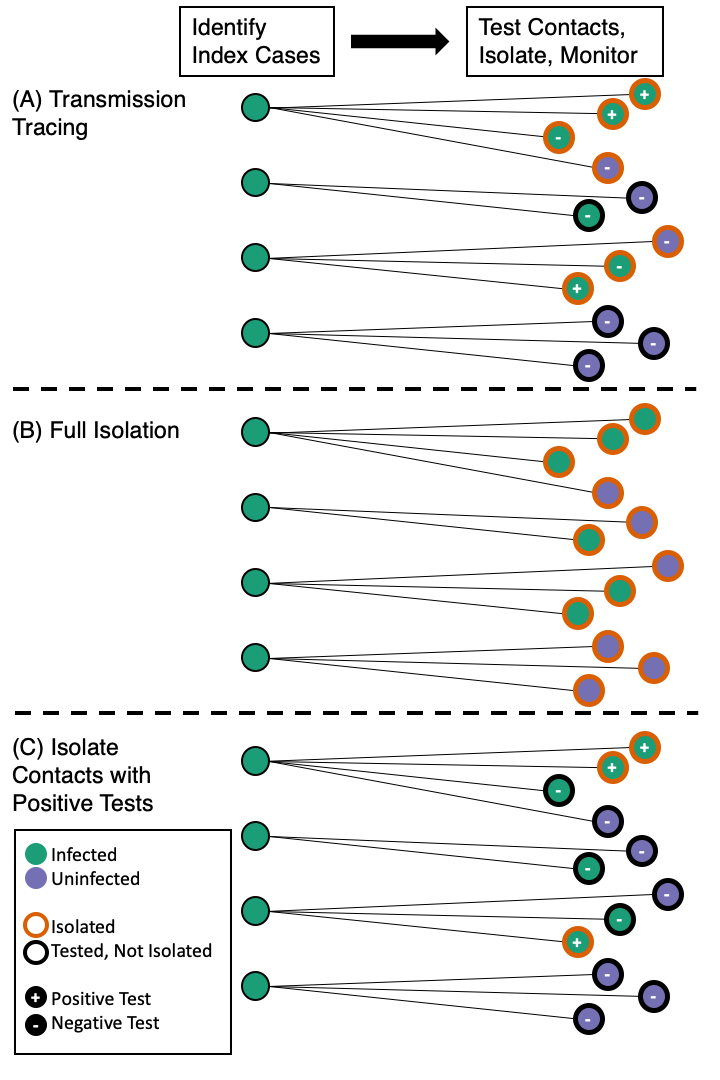 Identify
Index Cases
Test Contacts,
Isolate, Monitor
(A) Transmission
Tracing
+
+
-
-
-
-
-
-
+
-
-
-
(B) Full Isolation
(C) Isolate
Contacts with
Positive Tests
+
+
-
-
-
-
-
-
+
-
-
-
Infected
Uninfected
Isolated
Tested, Not Isolated
+ Positive Test
- Negative Test